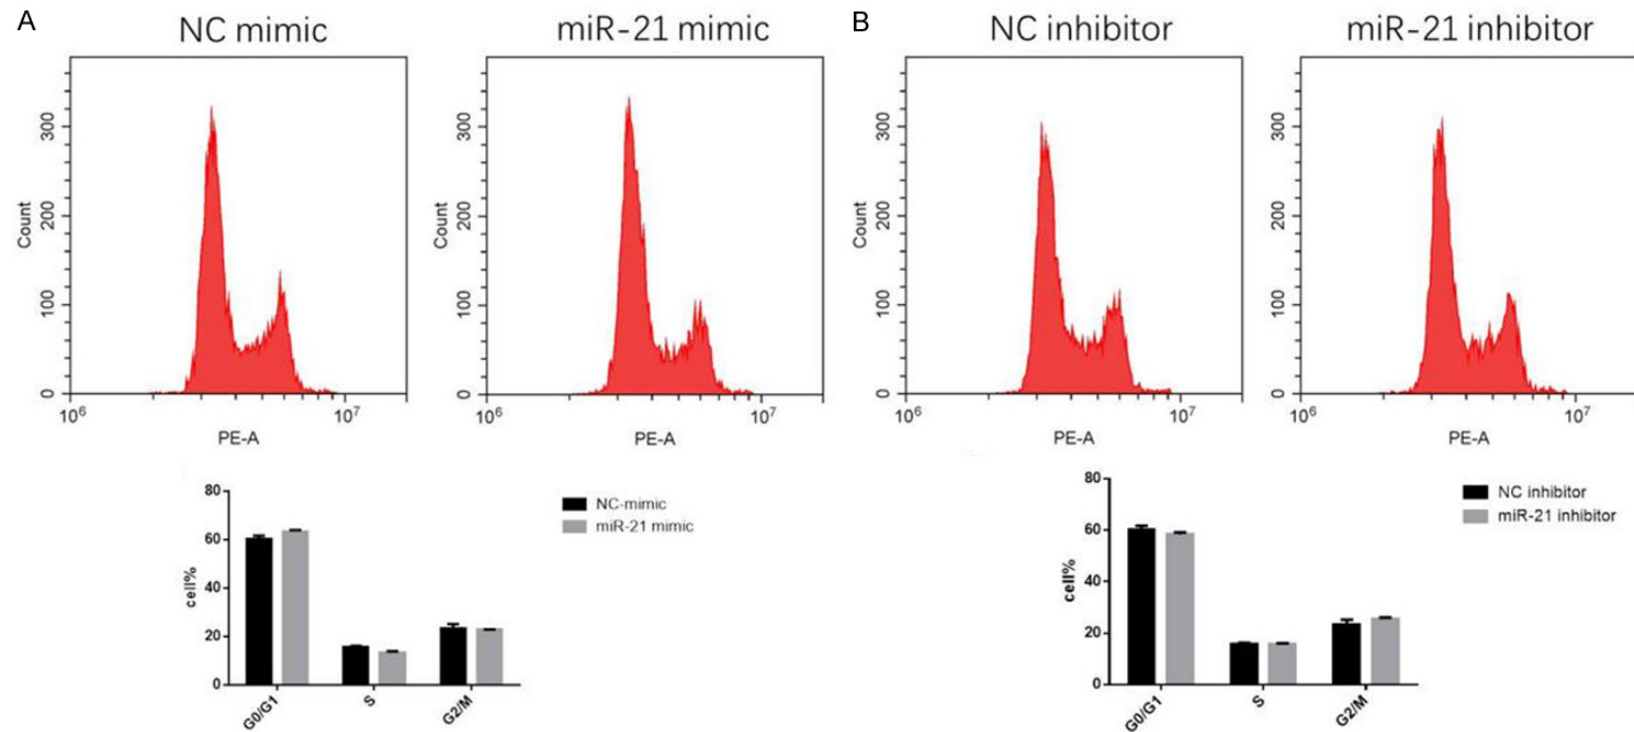 A
NC mimic
miR-21 mimic
B
NC inhibitor
miR-21 inhibitor
Count
300
200
100
0
10⁶
10⁷
PE-A
Count
300
200
100
0
10⁶
10⁷
PE-A
Count
300
200
100
0
10⁶
10⁷
PE-A
300
200
100
0
10⁶
10⁷
PE-A
cell%
80
60
40
20
0
G0/G1
S
G2/M
NC-mimic
miR-21 mimic
cell%
80
60
40
20
0
G0/G1
S
G2/M
NC inhibitor
miR-21 inhibitor